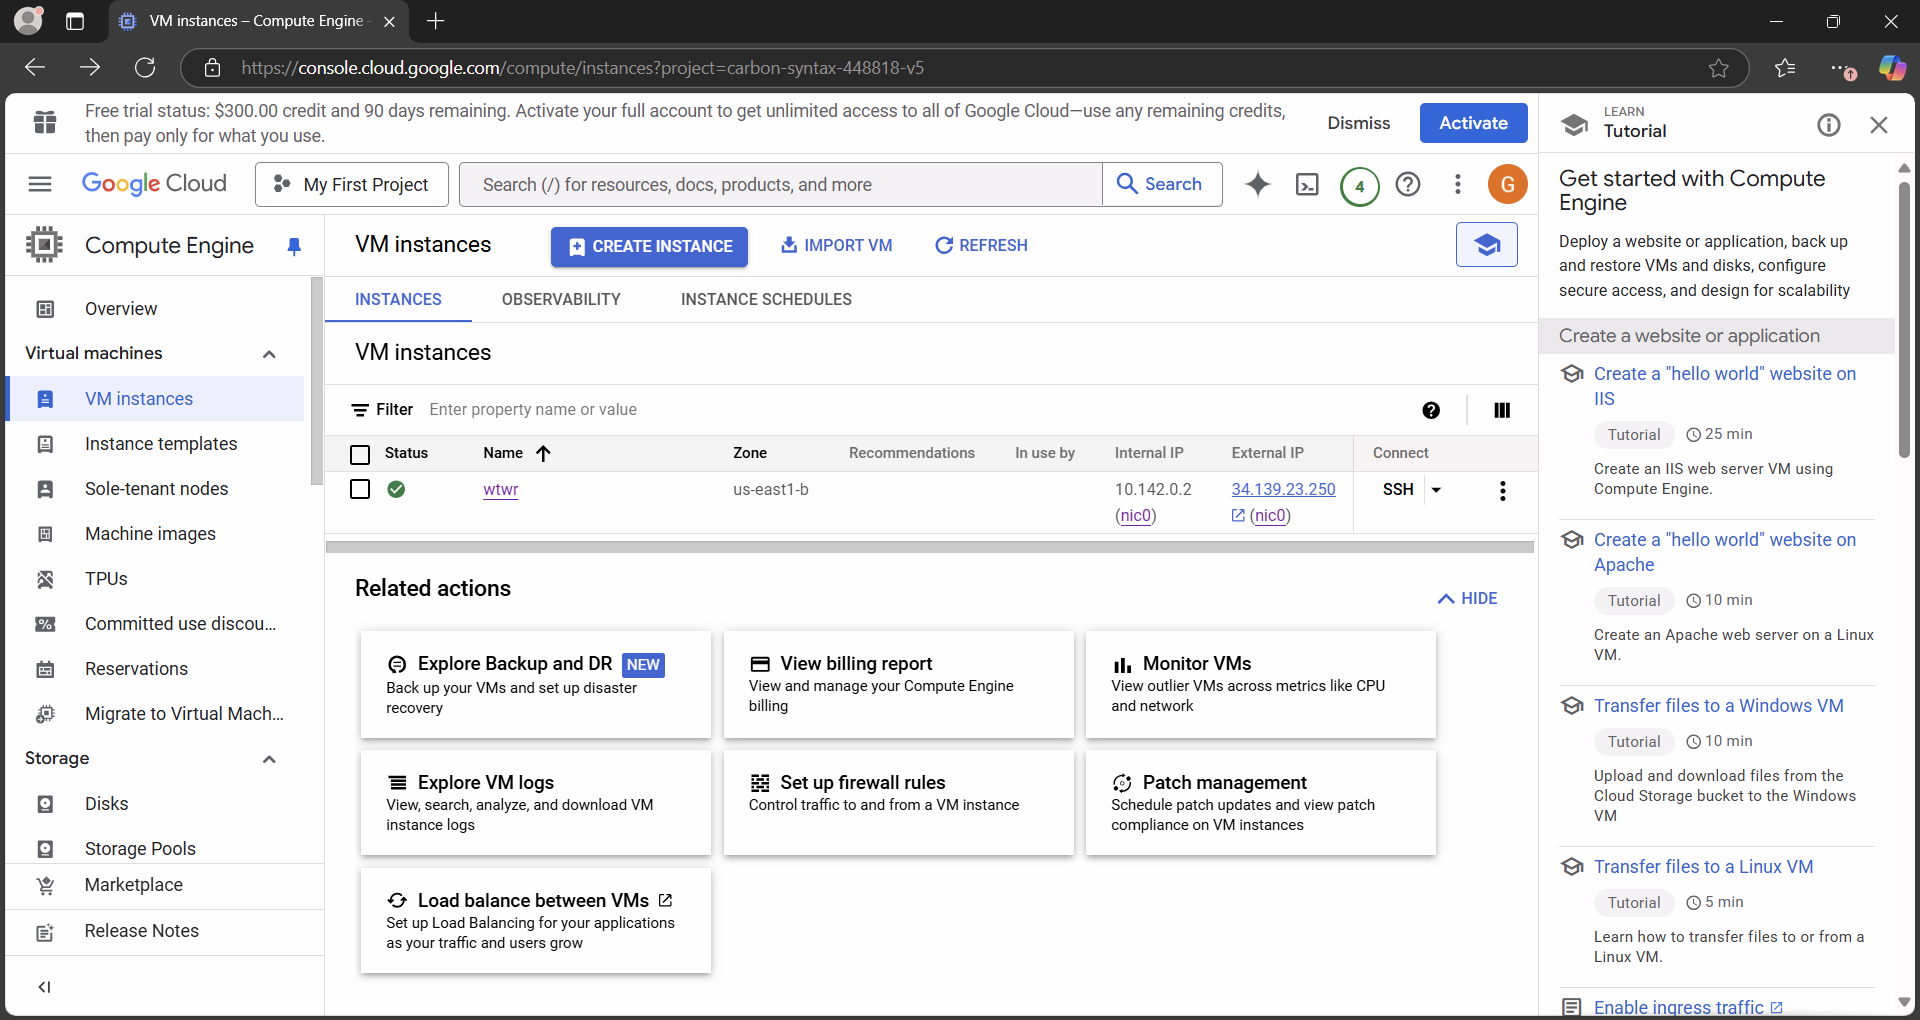 VM instances – Compute Engine
https://console.cloud.google.com/compute/instances?project=carbon-syntax-448818-v5
Free trial status: $300.00 credit and 90 days remaining. Activate your full account to get unlimited access to all of Google Cloud—use any remaining credits,
then pay only for what you use.
Dismiss
Activate
Google Cloud
My First Project
Search (/) for resources, docs, products, and more
Search
4
G
Compute Engine
Overview
Virtual machines
VM instances
Instance templates
Sole-tenant nodes
Machine images
TPUs
Committed use discou...
Reservations
Migrate to Virtual Mach...
Storage
Disks
Storage Pools
Marketplace
Release Notes
VM instances
CREATE INSTANCE
IMPORT VM
REFRESH
INSTANCES
OBSERVABILITY
INSTANCE SCHEDULES
VM instances
Filter
Enter property name or value
Status
Name
Zone
Recommendations
In use by
Internal IP
External IP
Connect
wtwr
us-east1-b
10.142.0.2
(nic0)
34.139.23.250
(nic0)
SSH
Related actions
HIDE
Explore Backup and DR NEW
Back up your VMs and set up disaster
recovery
View billing report
View and manage your Compute Engine
billing
Monitor VMs
View outlier VMs across metrics like CPU
and network
Explore VM logs
View, search, analyze, and download VM
instance logs
Set up firewall rules
Control traffic to and from a VM instance
Patch management
Schedule patch updates and view patch
compliance on VM instances
Load balance between VMs
Set up Load Balancing for your applications
as your traffic and users grow
LEARN
Tutorial
Get started with Compute
Engine
Deploy a website or application, back up
and restore VMs and disks, configure
secure access, and design for scalability
Create a website or application
Create a "hello world" website on
IIS
Tutorial
25 min
Create an IIS web server VM using
Compute Engine.
Create a "hello world" website on
Apache
Tutorial
10 min
Create an Apache web server on a Linux
VM.
Transfer files to a Windows VM
Tutorial
10 min
Upload and download files from the
Cloud Storage bucket to the Windows
VM
Transfer files to a Linux VM
Tutorial
5 min
Learn how to transfer files to or from a
Linux VM.
Enable ingress traffic